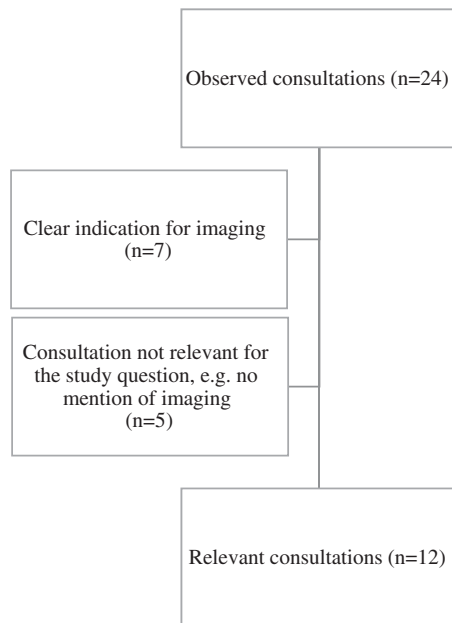 Observed consultations (n=24)
Clear indication for imaging
(n=7)
Consultation not relevant for
the study question, e.g. no
mention of imaging
(n=5)
Relevant consultations (n=12)